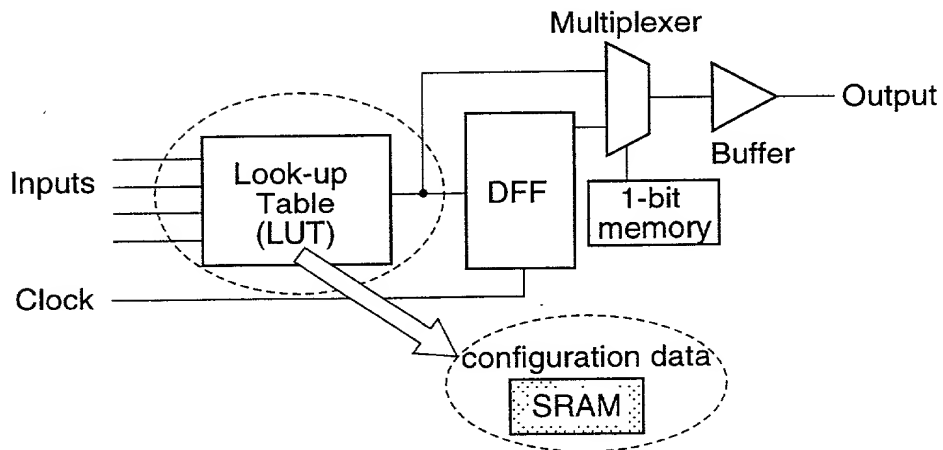 Multiplexer
Output
Buffer
Inputs
Look-up
Table
(LUT)
DFF
1-bit
memory
Clock
configuration data
SRAM